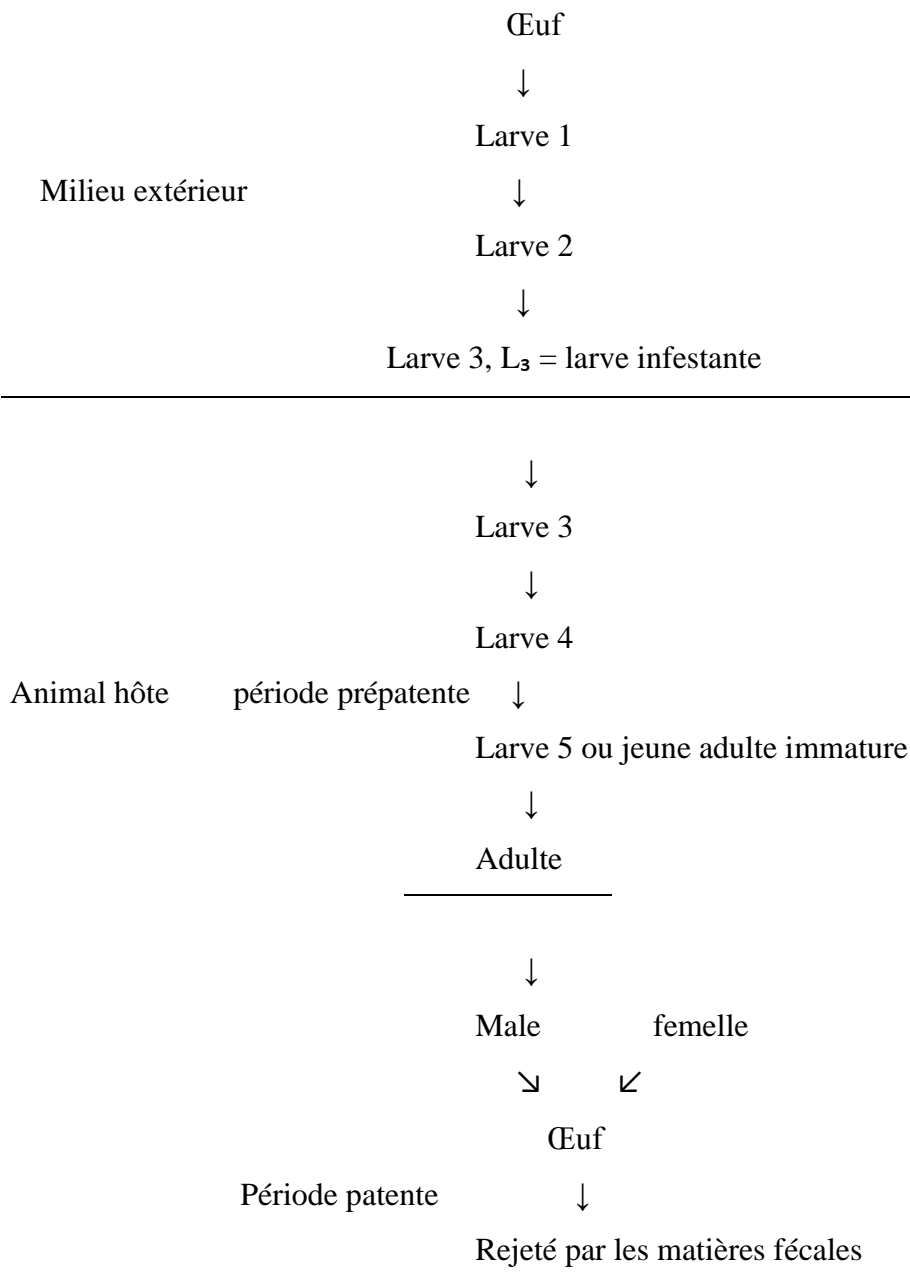 Œuf
↓
Larve 1
Milieu extérieur ↓
Larve 2
↓
Larve 3, L₃ = larve infestante
↓
Larve 3
↓
Larve 4
Animal hôte période prépatente ↓
Larve 5 ou jeune adulte immature
↓
Adulte
↓
Male femelle
↘ ↙
Œuf
Période patente ↓
Rejeté par les matières fécales